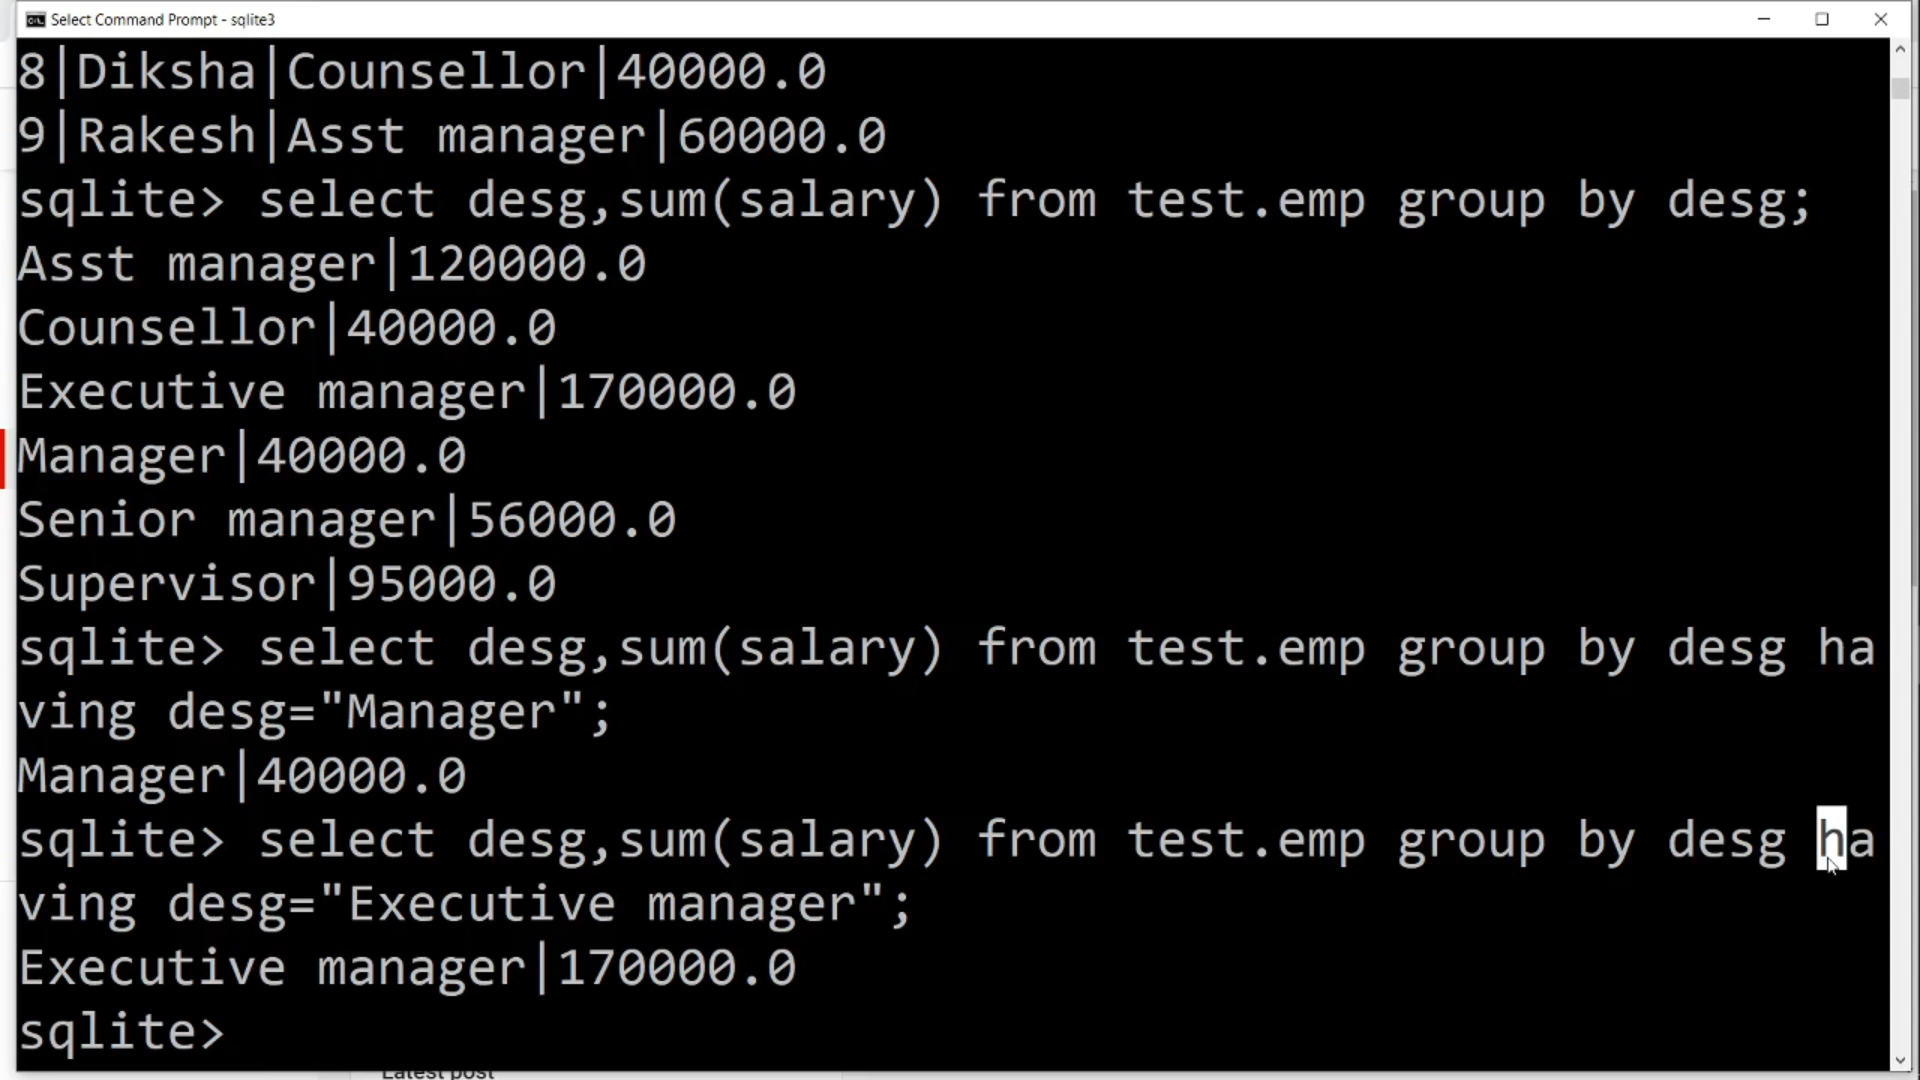 Select Command Prompt - sqlite3
8|Diksha|Counsellor|40000.0
9|Rakesh|Asst manager|60000.0
sqlite> select desg,sum(salary) from test.emp group by desg;
Asst manager|120000.0
Counsellor|40000.0
Executive manager|170000.0
Manager|40000.0
Senior manager|56000.0
Supervisor|95000.0
sqlite> select desg,sum(salary) from test.emp group by desg ha
ving desg="Manager";
Manager|40000.0
sqlite> select desg,sum(salary) from test.emp group by desg ha
ving desg="Executive manager";
Executive manager|170000.0
sqlite>
Latest post